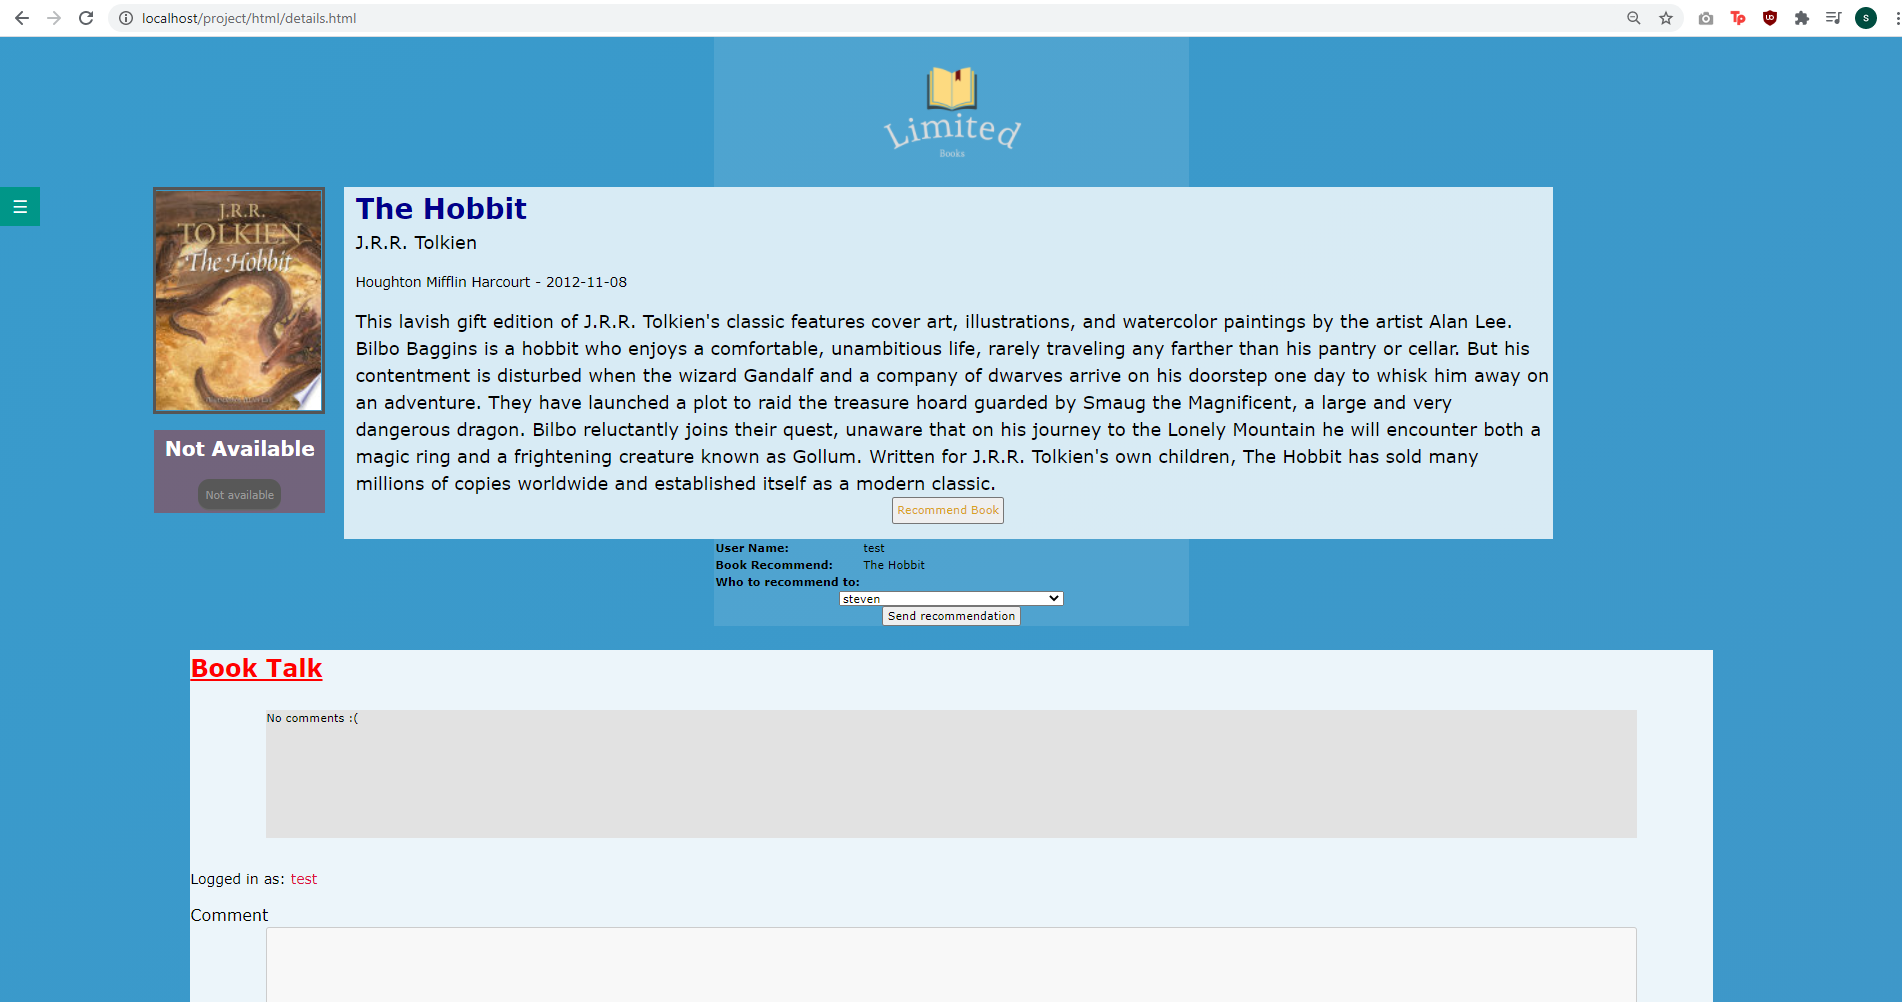 localhost/project/html/details.html
Limited
Books
☰
J.R.R.
TOLKIEN
The Hobbit
Not Available
Not available
The Hobbit
J.R.R. Tolkien
Houghton Mifflin Harcourt - 2012-11-08
This lavish gift edition of J.R.R. Tolkien's classic features cover art, illustrations, and watercolor paintings by the artist Alan Lee.
Bilbo Baggins is a hobbit who enjoys a comfortable, unambitious life, rarely traveling any farther than his pantry or cellar. But his
contentment is disturbed when the wizard Gandalf and a company of dwarves arrive on his doorstep one day to whisk him away on
an adventure. They have launched a plot to raid the treasure hoard guarded by Smaug the Magnificent, a large and very
dangerous dragon. Bilbo reluctantly joins their quest, unaware that on his journey to the Lonely Mountain he will encounter both a
magic ring and a frightening creature known as Gollum. Written for J.R.R. Tolkien's own children, The Hobbit has sold many
millions of copies worldwide and established itself as a modern classic.
Recommend Book
User Name: test
Book Recommend: The Hobbit
Who to recommend to:
steven
Send recommendation
Book Talk
No comments :(
Logged in as: test
Comment